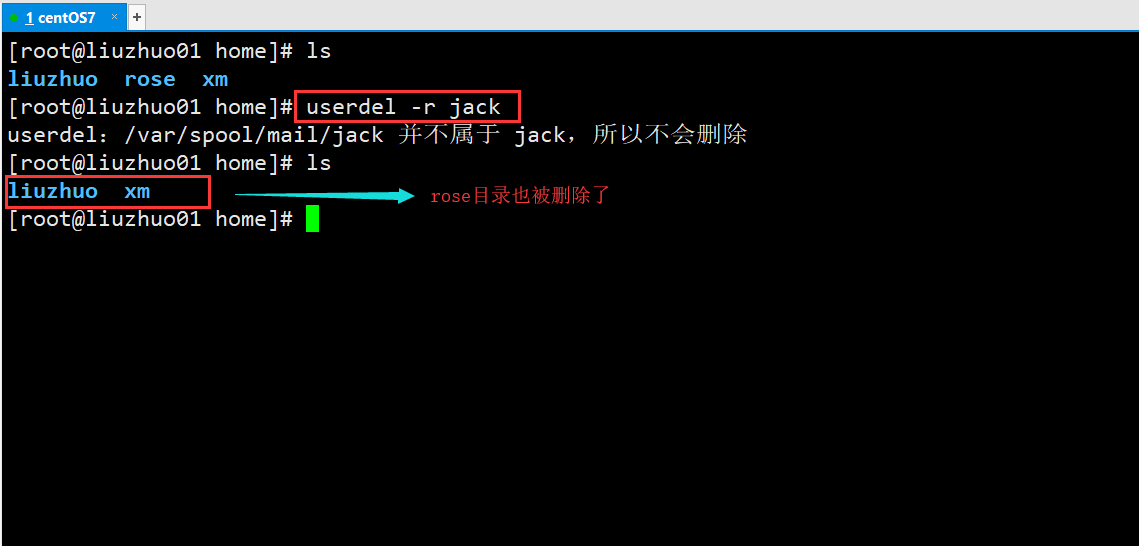 1 centOS7 × +
[root@liuzhuo01 home]# ls
liuzhuo  rose  xm
[root@liuzhuo01 home]# userdel -r jack
userdel：/var/spool/mail/jack 并不属于 jack，所以不会删除
[root@liuzhuo01 home]# ls
liuzhuo  xm
rose目录也被删除了
[root@liuzhuo01 home]#